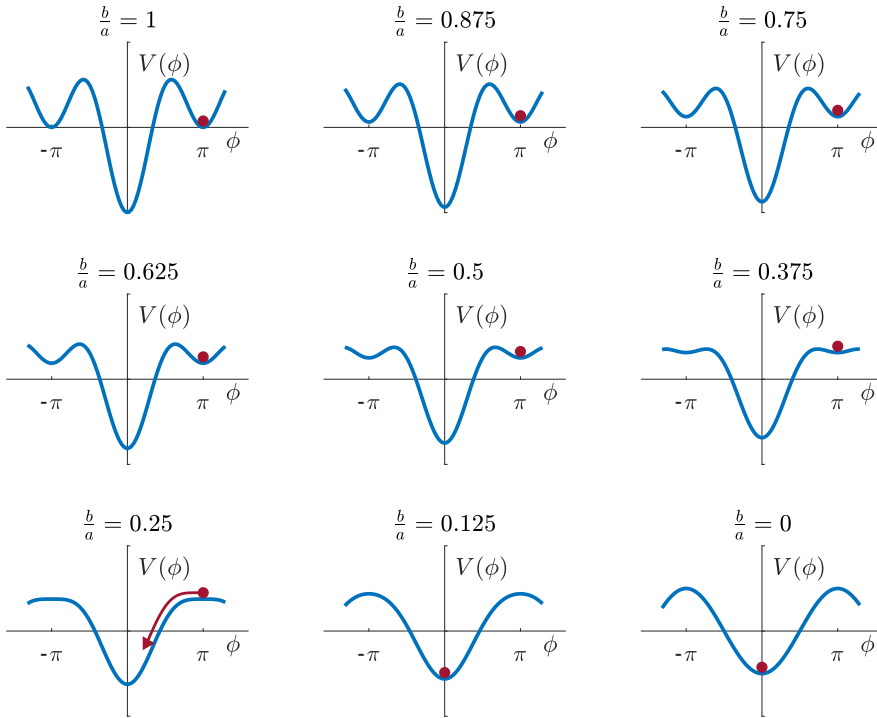 b/a = 1
V(ϕ)
-π π ϕ
b/a = 0.875
V(ϕ)
-π π ϕ
b/a = 0.75
V(ϕ)
-π π ϕ
b/a = 0.625
V(ϕ)
-π π ϕ
b/a = 0.5
V(ϕ)
-π π ϕ
b/a = 0.375
V(ϕ)
-π π ϕ
b/a = 0.25
V(ϕ)
-π π ϕ
b/a = 0.125
V(ϕ)
-π π ϕ
b/a = 0
V(ϕ)
-π π ϕ